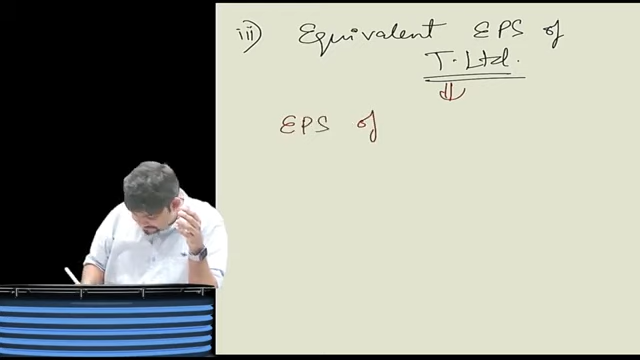 iii) Equivalent EPS of
T. Ltd.
EPS of